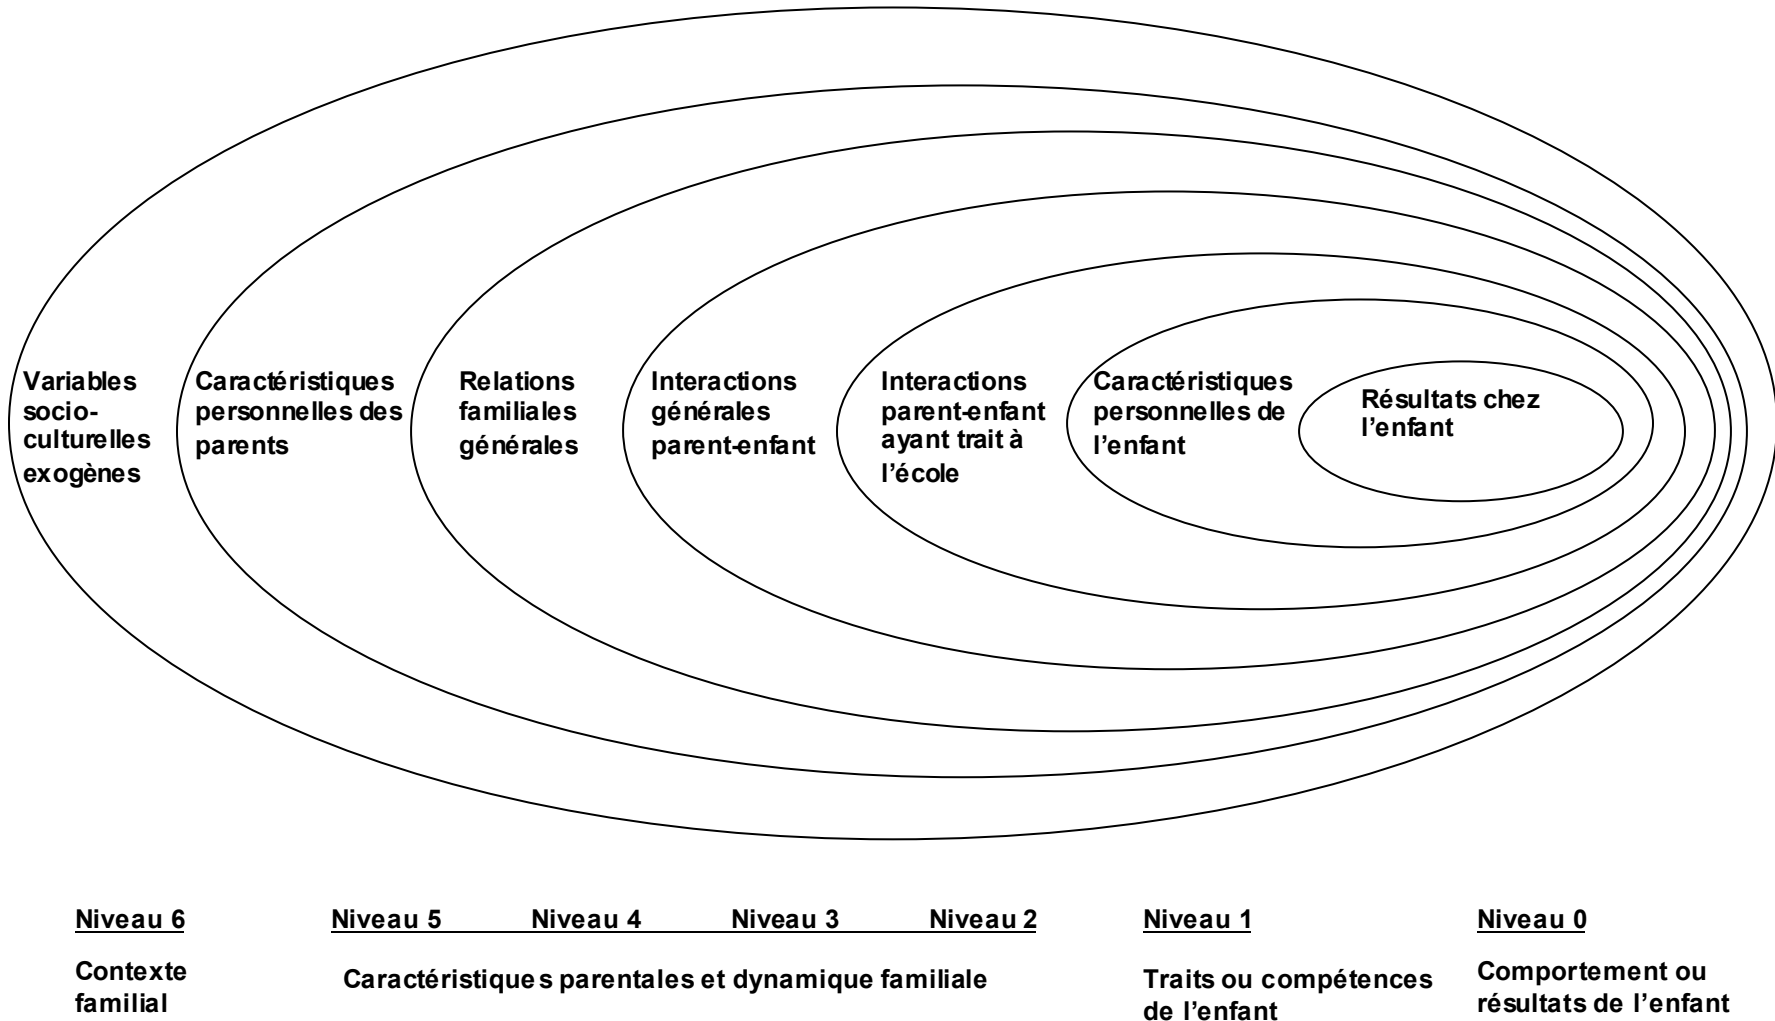 Variables
socio-
culturelles
exogènes
Caractéristiques
personnelles des
parents
Relations
familiales
générales
Interactions
générales
parent-enfant
Interactions
parent-enfant
ayant trait à
l'école
Caractéristiques
personnelles de
l'enfant
Résultats chez
l'enfant
Niveau 6
Niveau 5 Niveau 4 Niveau 3 Niveau 2
Niveau 1
Niveau 0
Contexte
familial
Caractéristiques parentales et dynamique familiale
Traits ou compétences
de l'enfant
Comportement ou
résultats de l'enfant